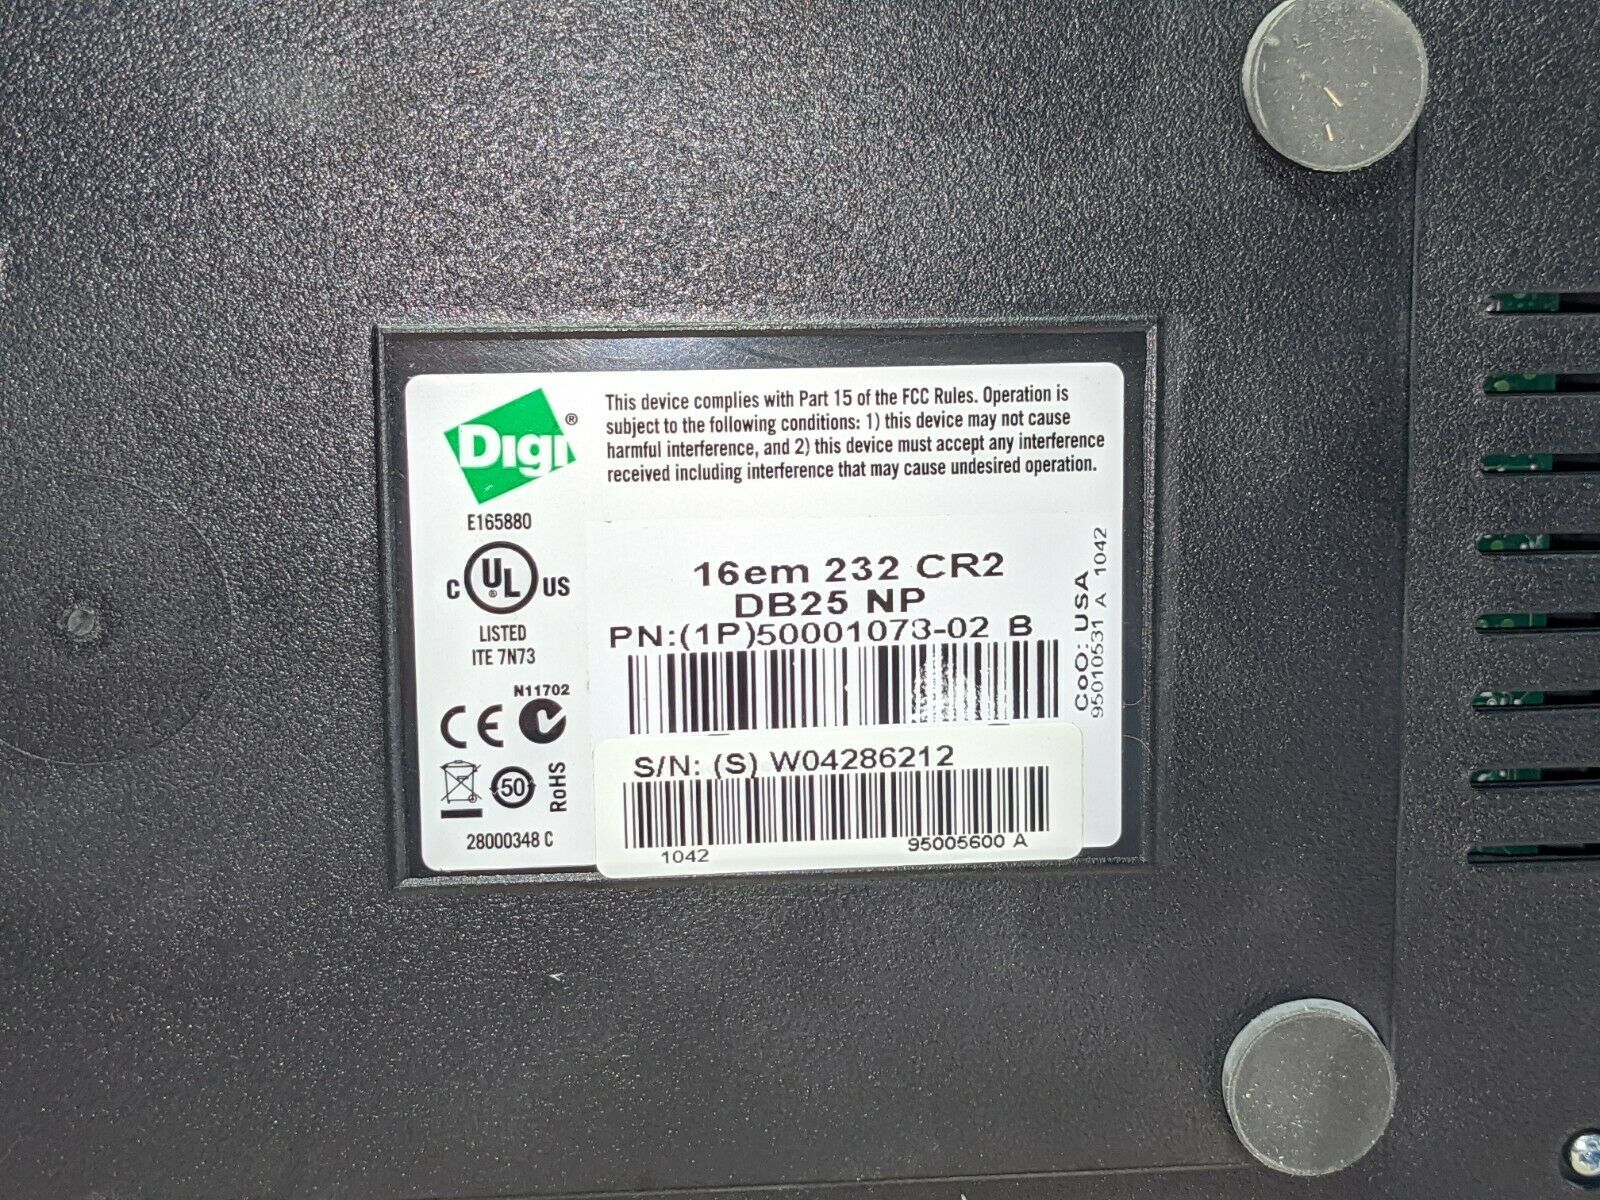 Digi®
This device complies with Part 15 of the FCC Rules. Operation is
subject to the following conditions: 1) this device may not cause
harmful interference, and 2) this device must accept any interference
received including interference that may cause undesired operation.
E165880
C UL® US
LISTED
ITE 7N73
N11702
CE
50
RoHS
28000348 C
16em 232 CR2
DB25 NP
PN:(1P)50001073-02 B
CoO: USA
95010531 A 1042
S/N: (S) W04286212
1042 95005600 A